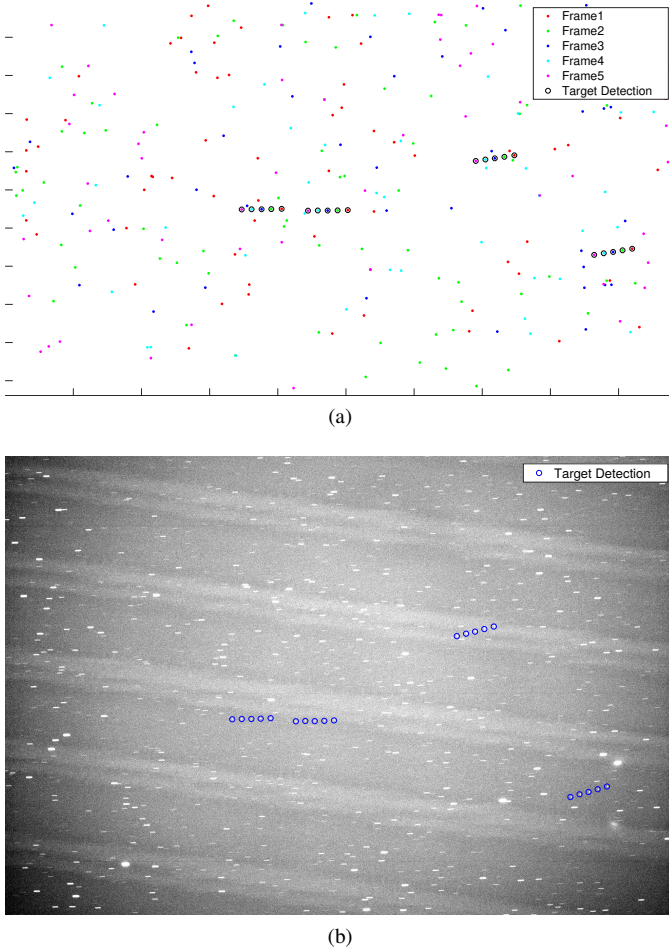 Frame1
Frame2
Frame3
Frame4
Frame5
Target Detection
(a)
Target Detection
(b)